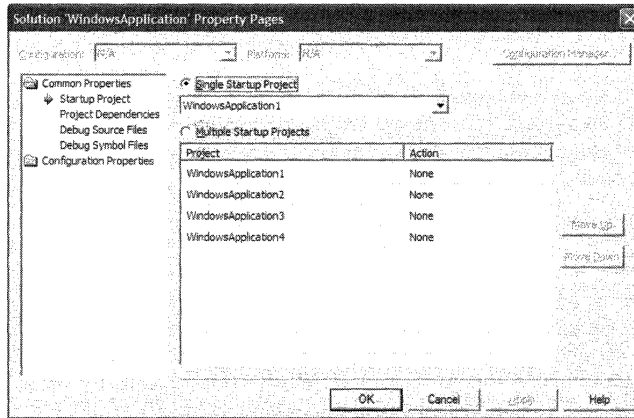 Solution 'WindowsApplication' Property Pages
Configuration: N/A Platform: N/A Configuration Manager...
Common Properties
Startup Project
Project Dependencies
Debug Source Files
Debug Symbol Files
Configuration Properties
Single Startup Project
WindowsApplication1
Multiple Startup Projects
Project Action
WindowsApplication1 None
WindowsApplication2 None
WindowsApplication3 None
WindowsApplication4 None
Move Up
Move Down
OK Cancel Apply Help